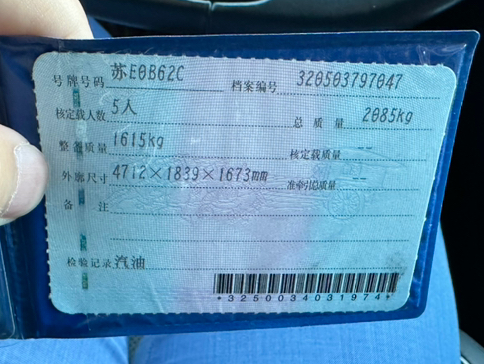 号牌号码 苏E0B62C 档案编号 320503797047
核定载人数 5人 总质量 2085kg
整备质量 1615kg 核定载质量 --
外廓尺寸 4712×1839×1673mm 准牵引总质量 --
备注
检验记录 汽油
*3250034031974*